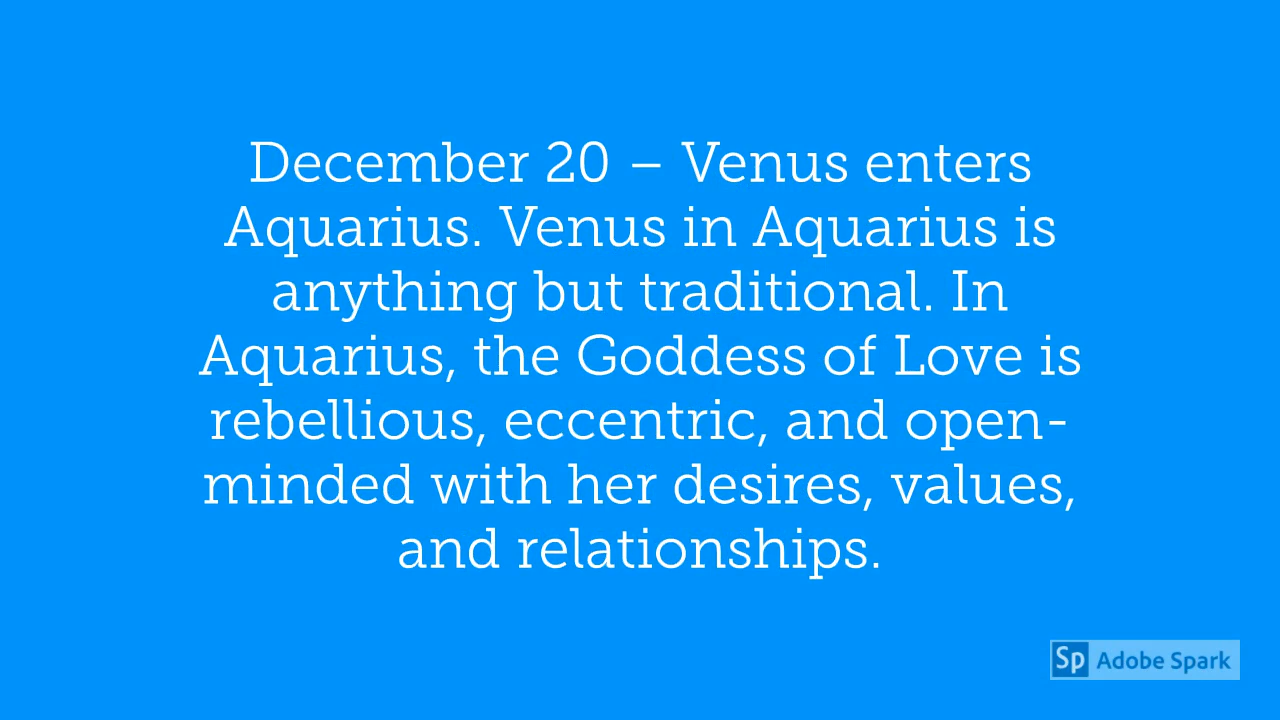 December 20 – Venus enters
Aquarius. Venus in Aquarius is
anything but traditional. In
Aquarius, the Goddess of Love is
rebellious, eccentric, and open-
minded with her desires, values,
and relationships.
Sp Adobe Spark